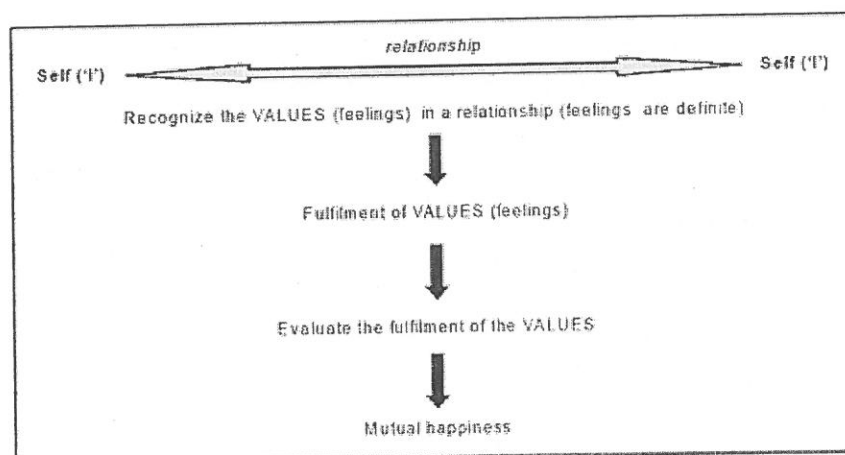 relationship
Self ('I') Self ('I')
Recognize the VALUES (feelings) in a relationship (feelings are definite)
Fulfilment of VALUES (feelings)
Evaluate the fulfilment of the VALUES
Mutual happiness